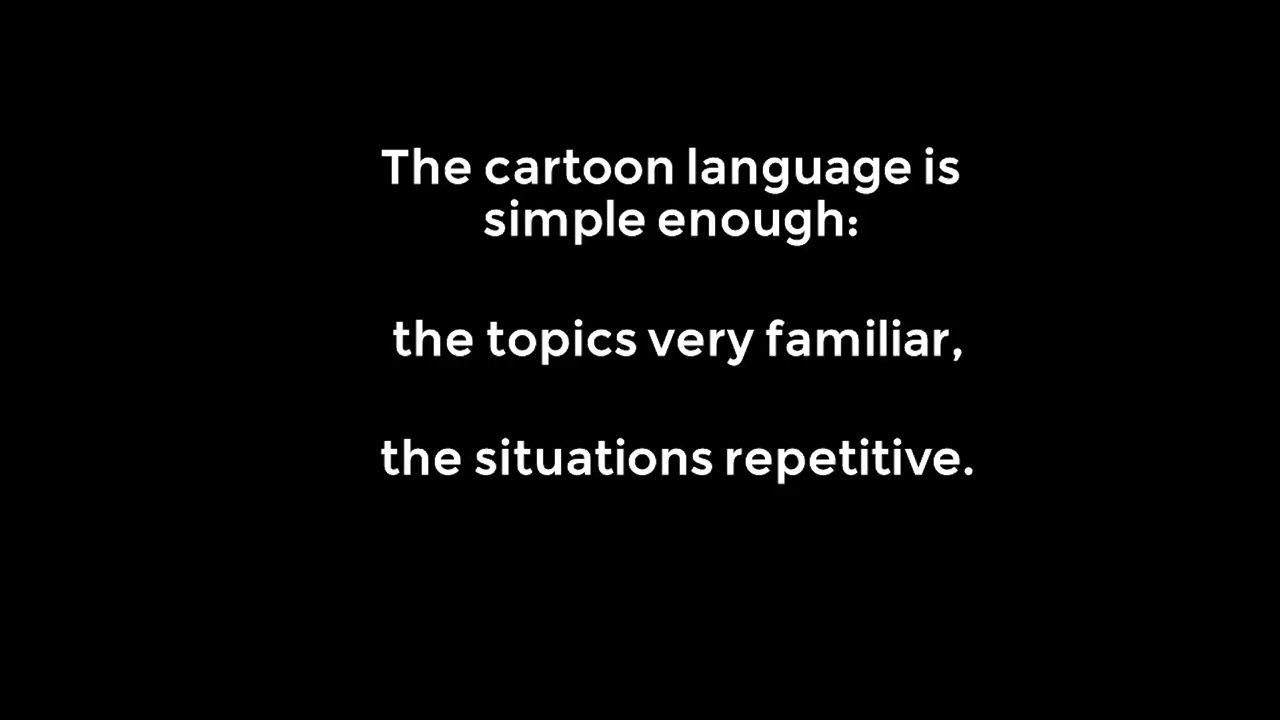 The cartoon language is
simple enough:
the topics very familiar,
the situations repetitive.